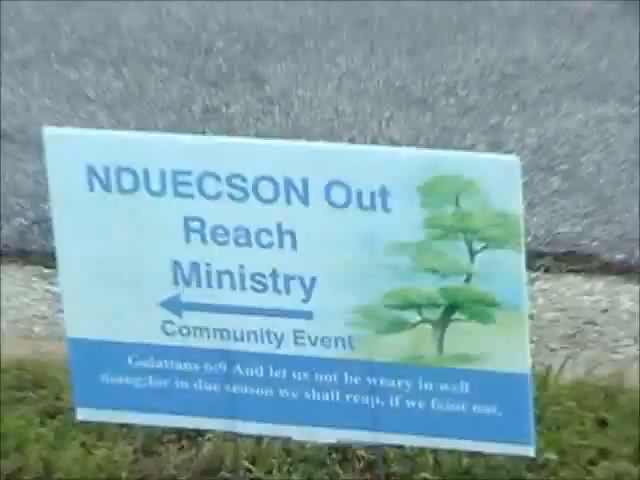 NDUECSON Out
Reach
Ministry
Community Event
Galatians 6:9 And let us not be weary in well
doing;for in due season we shall reap, if we faint not.